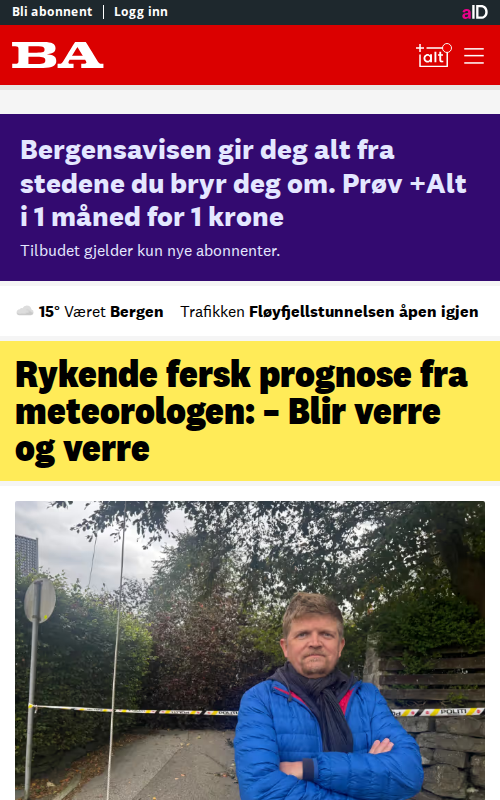 Bli abonnent | Logg inn
aID
BA
+alt
Bergensavisen gir deg alt fra
stedene du bryr deg om. Prøv +Alt
i 1 måned for 1 krone
Tilbudet gjelder kun nye abonnenter.
15° Været Bergen Trafikken Fløyfjellstunnelsen åpen igjen
Rykende fersk prognose fra
meteorologen: – Blir verre
og verre
POLITI